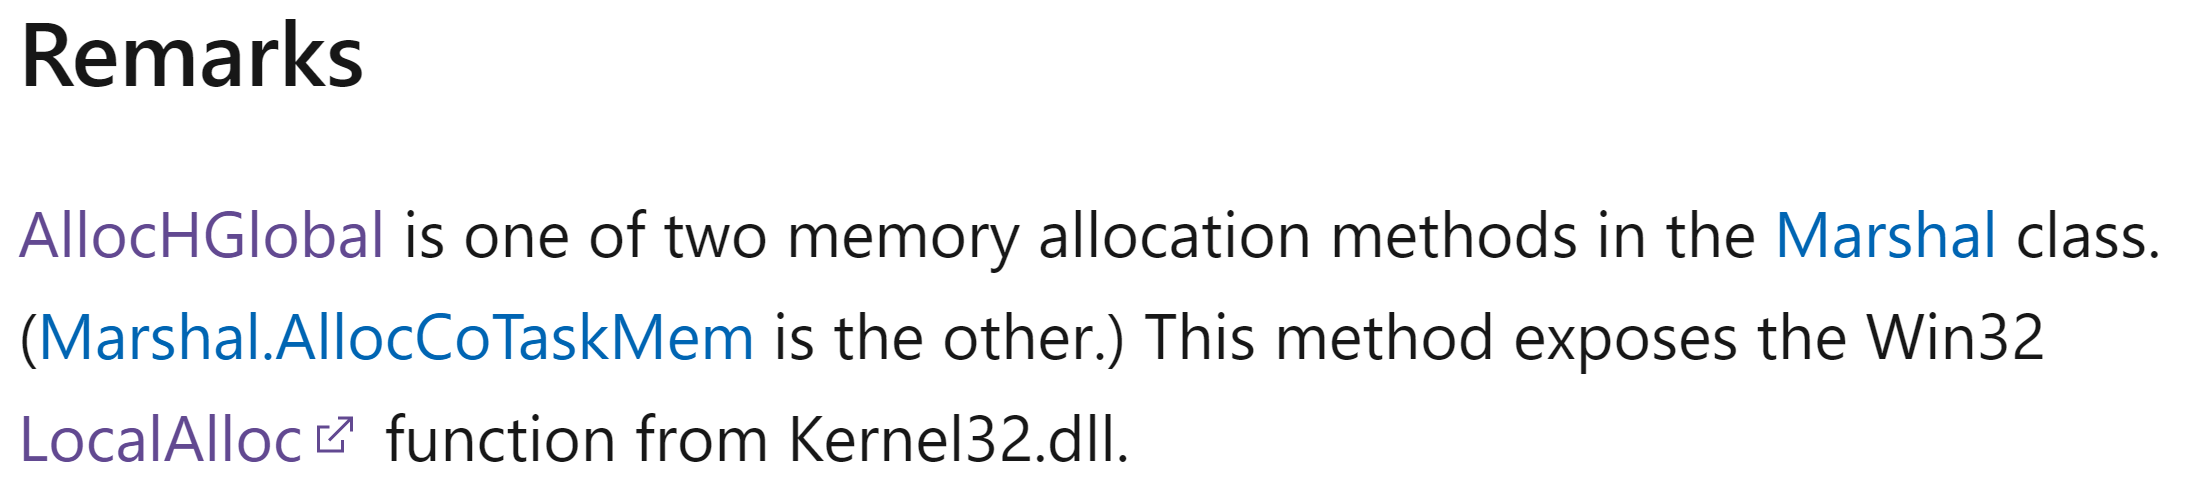 Remarks
AllocHGlobal is one of two memory allocation methods in the Marshal class.
(Marshal.AllocCoTaskMem is the other.) This method exposes the Win32
LocalAlloc function from Kernel32.dll.